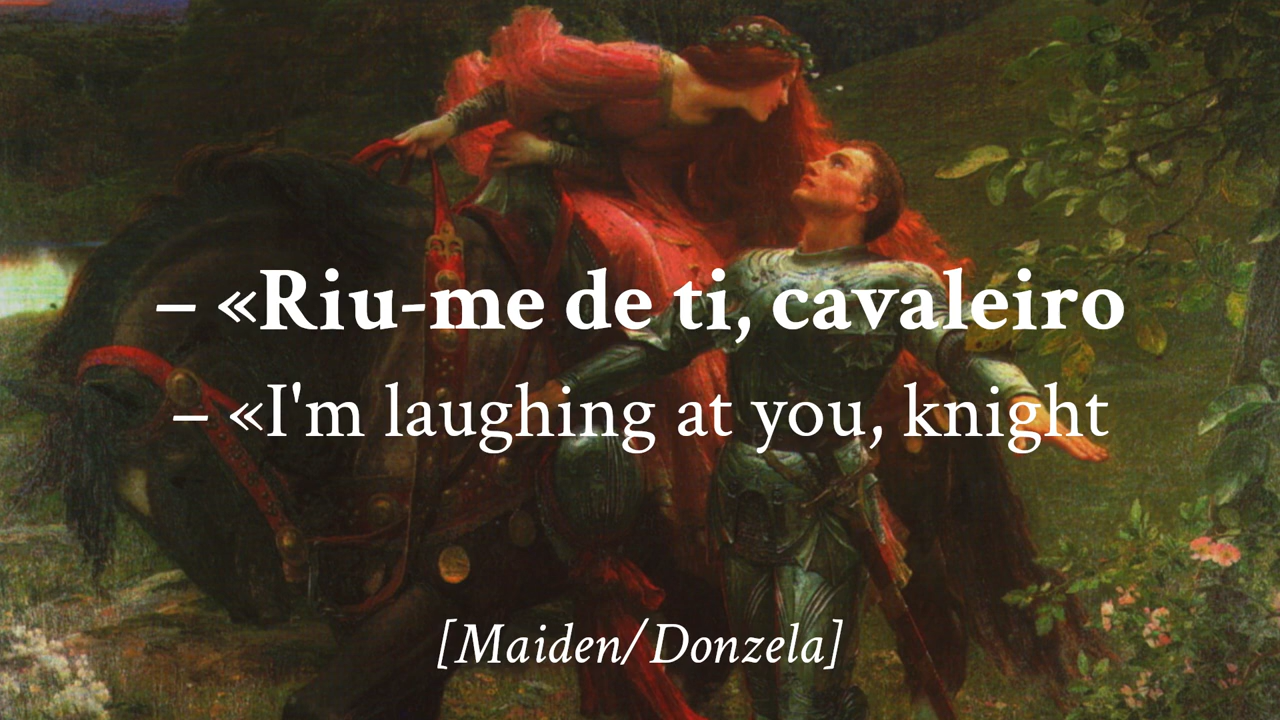 – «Riu-me de ti, cavaleiro
– «I'm laughing at you, knight
[Maiden/Donzela]